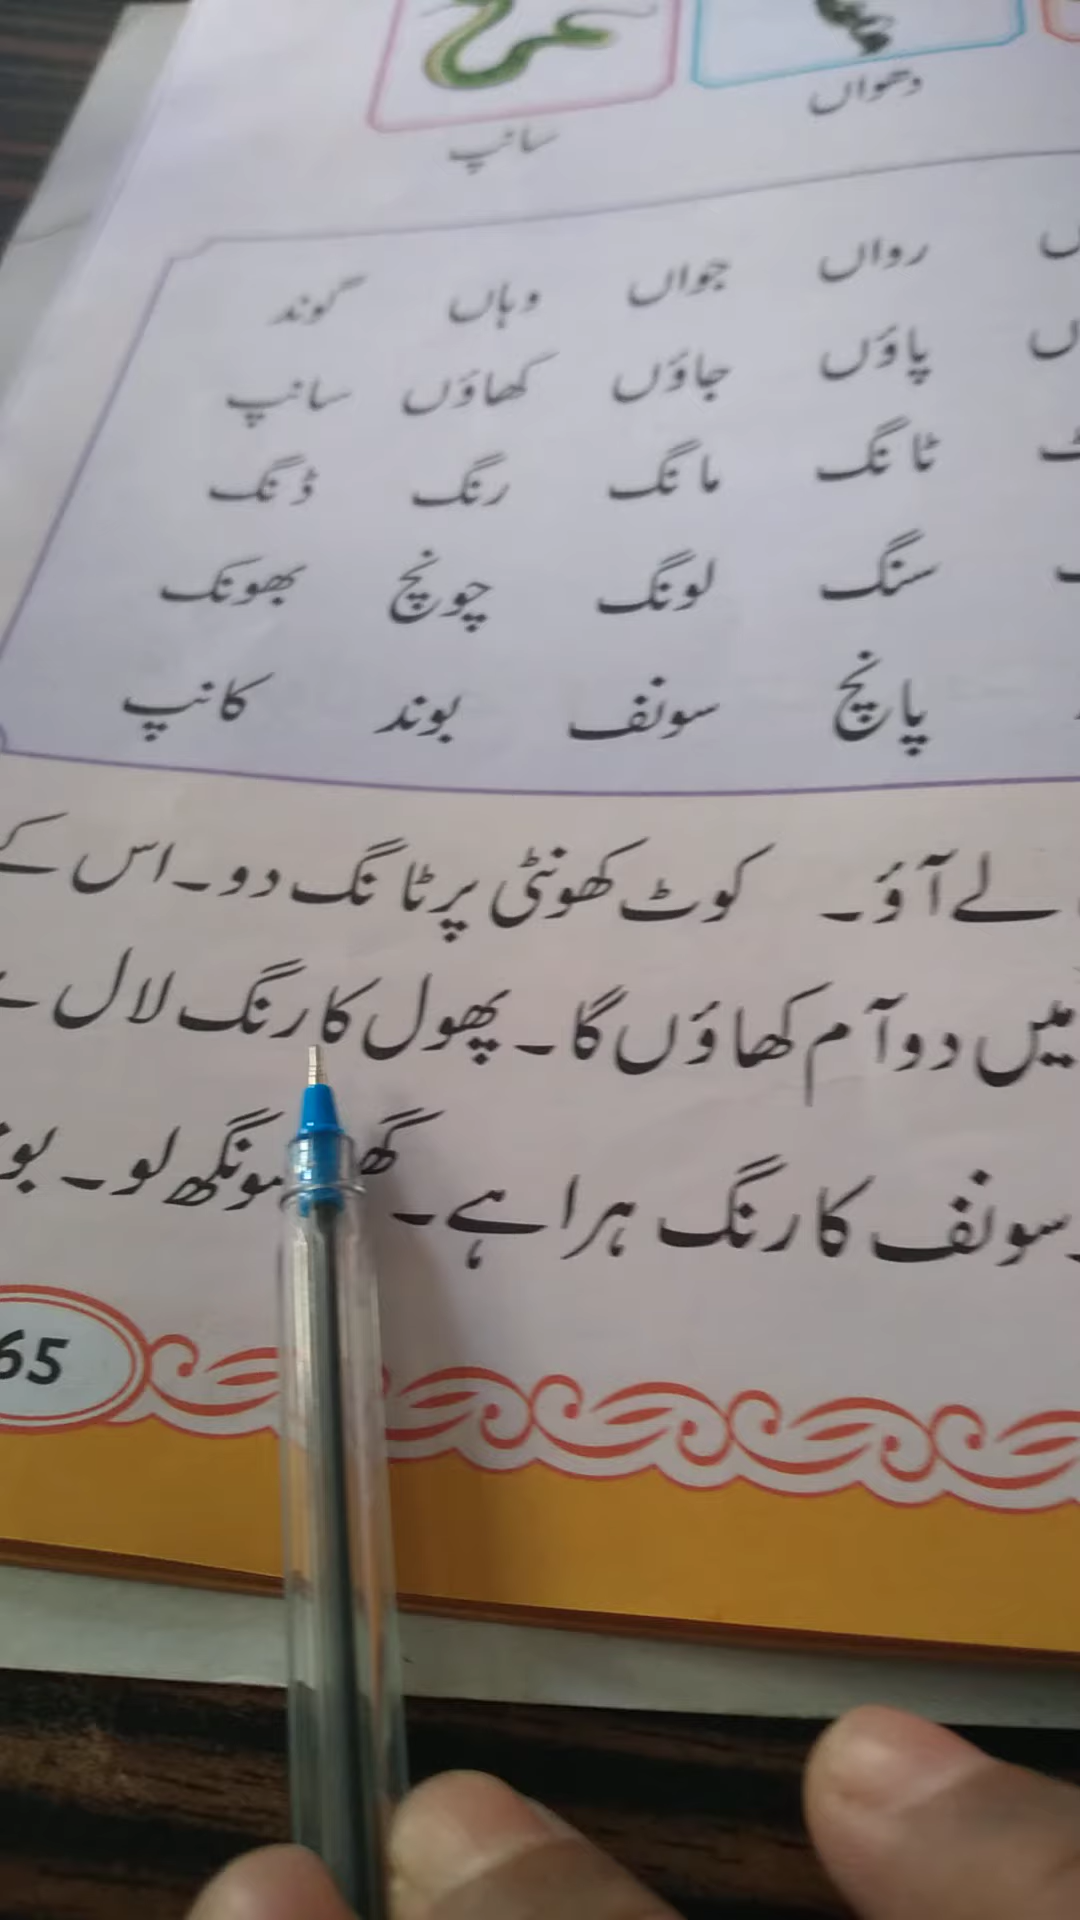 دھواں سانپ
رواں جواں وہاں گوند
پاؤں جاؤں کھاؤں سانپ
ٹانگ مانگ رنگ ڈنگ
سنگ لونگ چونچ بھونک
پانچ سونف بوند کانپ
لے آؤ۔ کوٹ کھونٹی پر ٹانگ دو۔ اس کے
میں دو آم کھاؤں گا۔ پھول کا رنگ لال
سونف کا رنگ ہرا ہے۔ لو۔
65